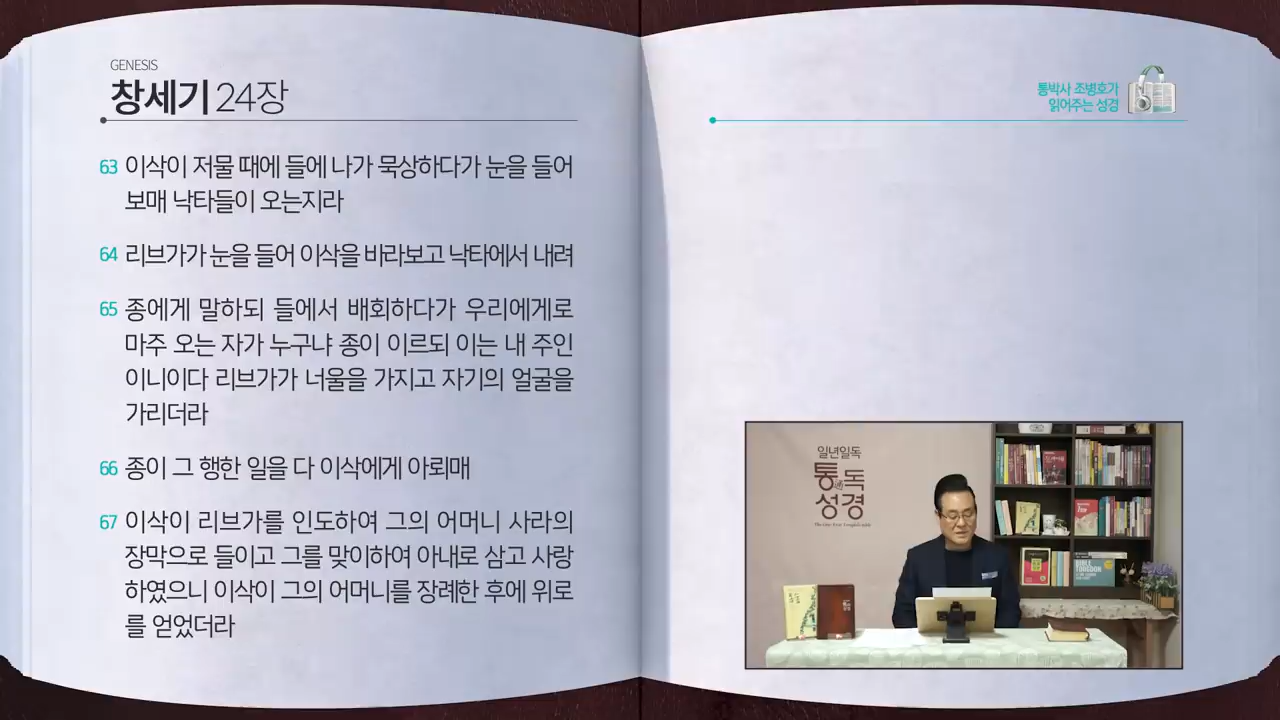 GENESIS
창세기 24장
63 이삭이 저물 때에 들에 나가 묵상하다가 눈을 들어
보매 낙타들이 오는지라
64 리브가가 눈을 들어 이삭을 바라보고 낙타에서 내려
65 종에게 말하되 들에서 배회하다가 우리에게로
마주 오는 자가 누구냐 종이 이르되 이는 내 주인
이니이다 리브가가 너울을 가지고 자기의 얼굴을
가리더라
66 종이 그 행한 일을 다 이삭에게 아뢰매
67 이삭이 리브가를 인도하여 그의 어머니 사라의
장막으로 들이고 그를 맞이하여 아내로 삼고 사랑
하였으니 이삭이 그의 어머니를 장례한 후에 위로
를 얻었더라
통박사 조병호가
읽어주는 성경
일년일독
통독
성경
BIBLE
TONGDOK